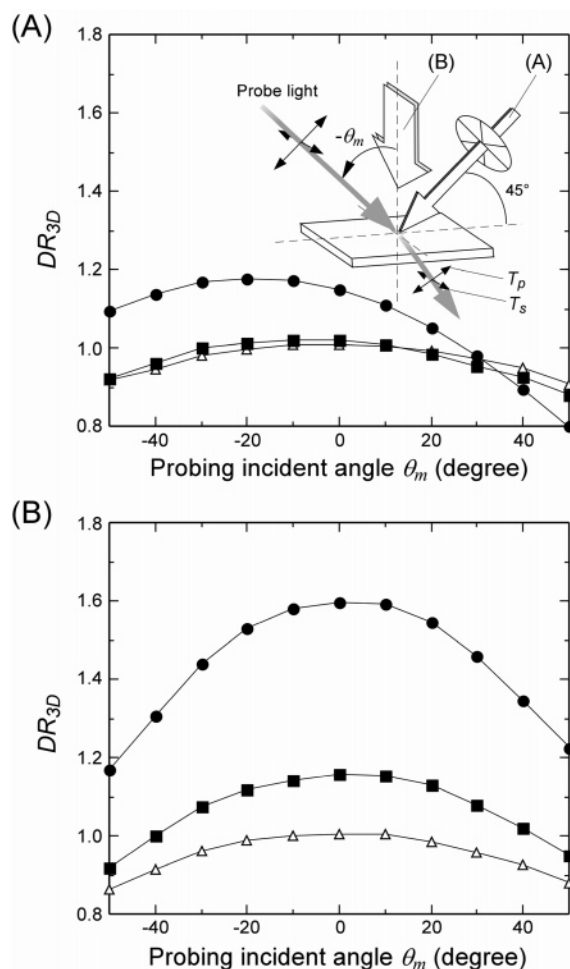 (A)
1.8
1.6
1.4
1.2
1.0
0.8
DR3D
-40 -20 0 20 40
Probing incident angle θm (degree)
Probe light
-θm
(B)
(A)
45°
Tp
Ts
(B)
1.8
1.6
1.4
1.2
1.0
0.8
DR3D
-40 -20 0 20 40
Probing incident angle θm (degree)